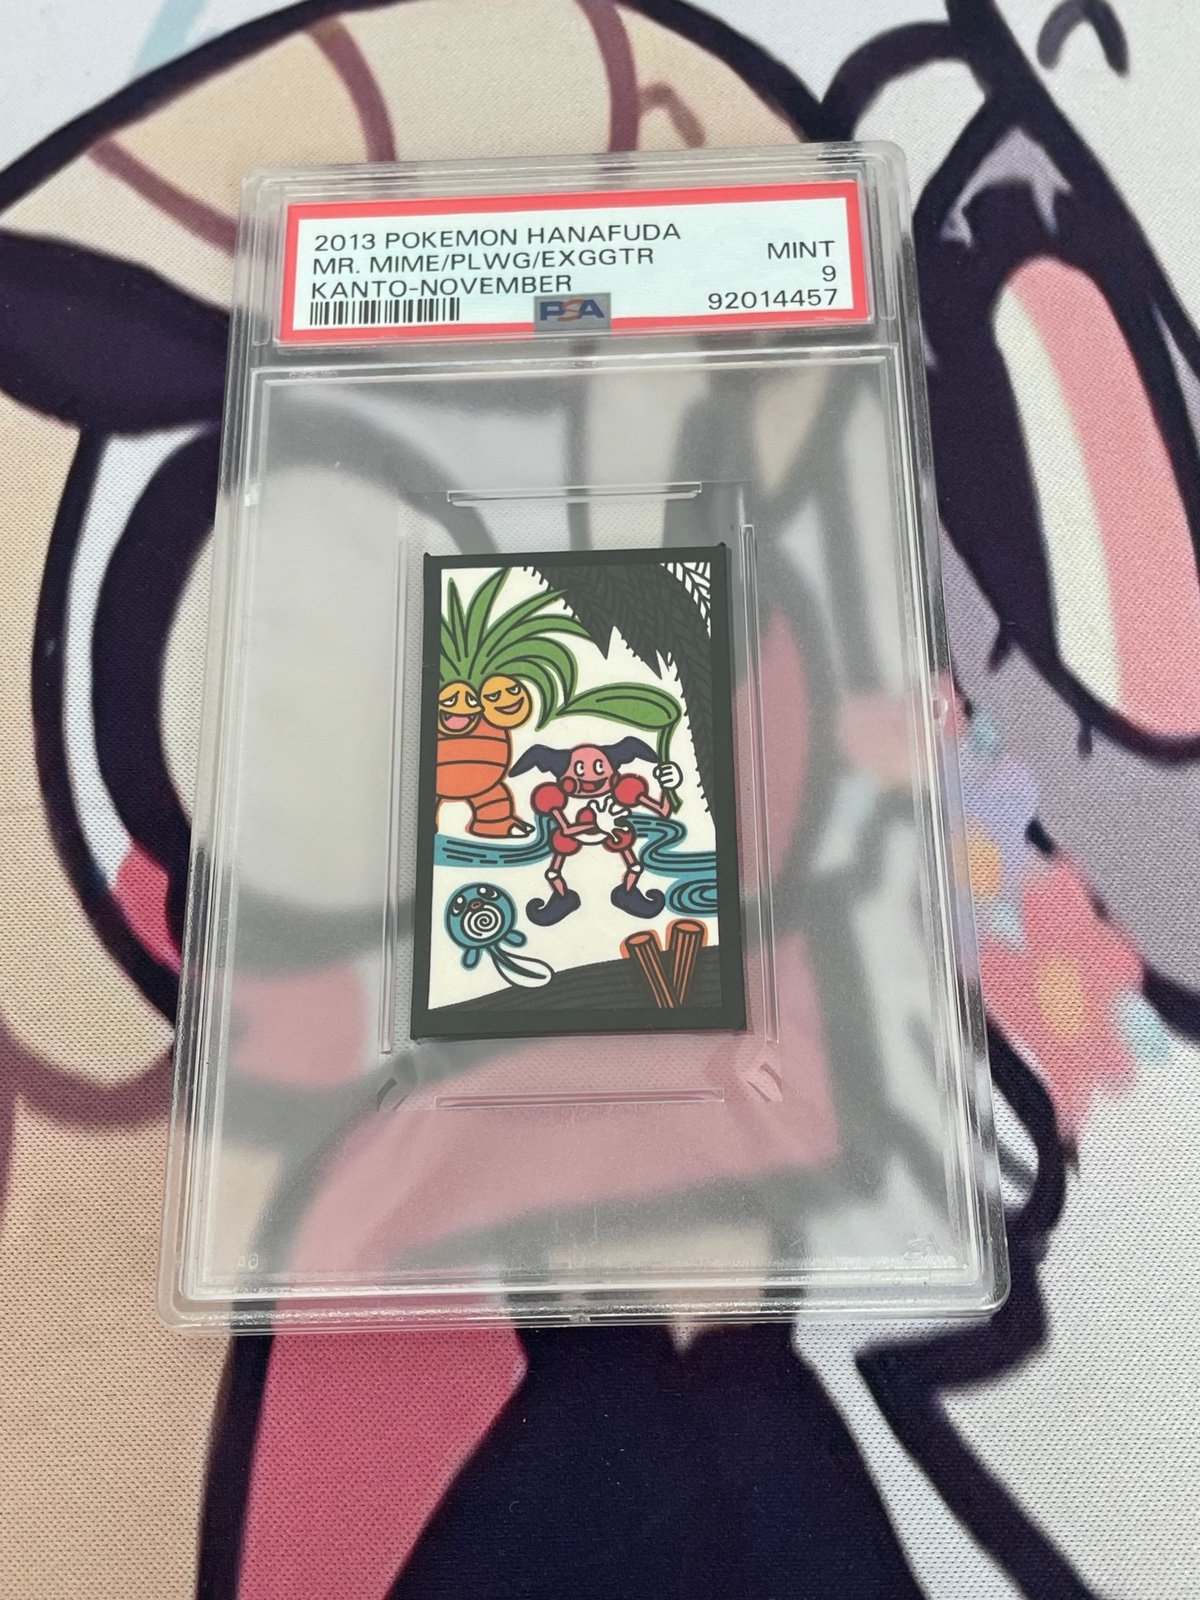 2013 POKEMON HANAFUDA
MR. MIME/PLWG/EXGGTR
KANTO-NOVEMBER
MINT
9
92014457
PSA